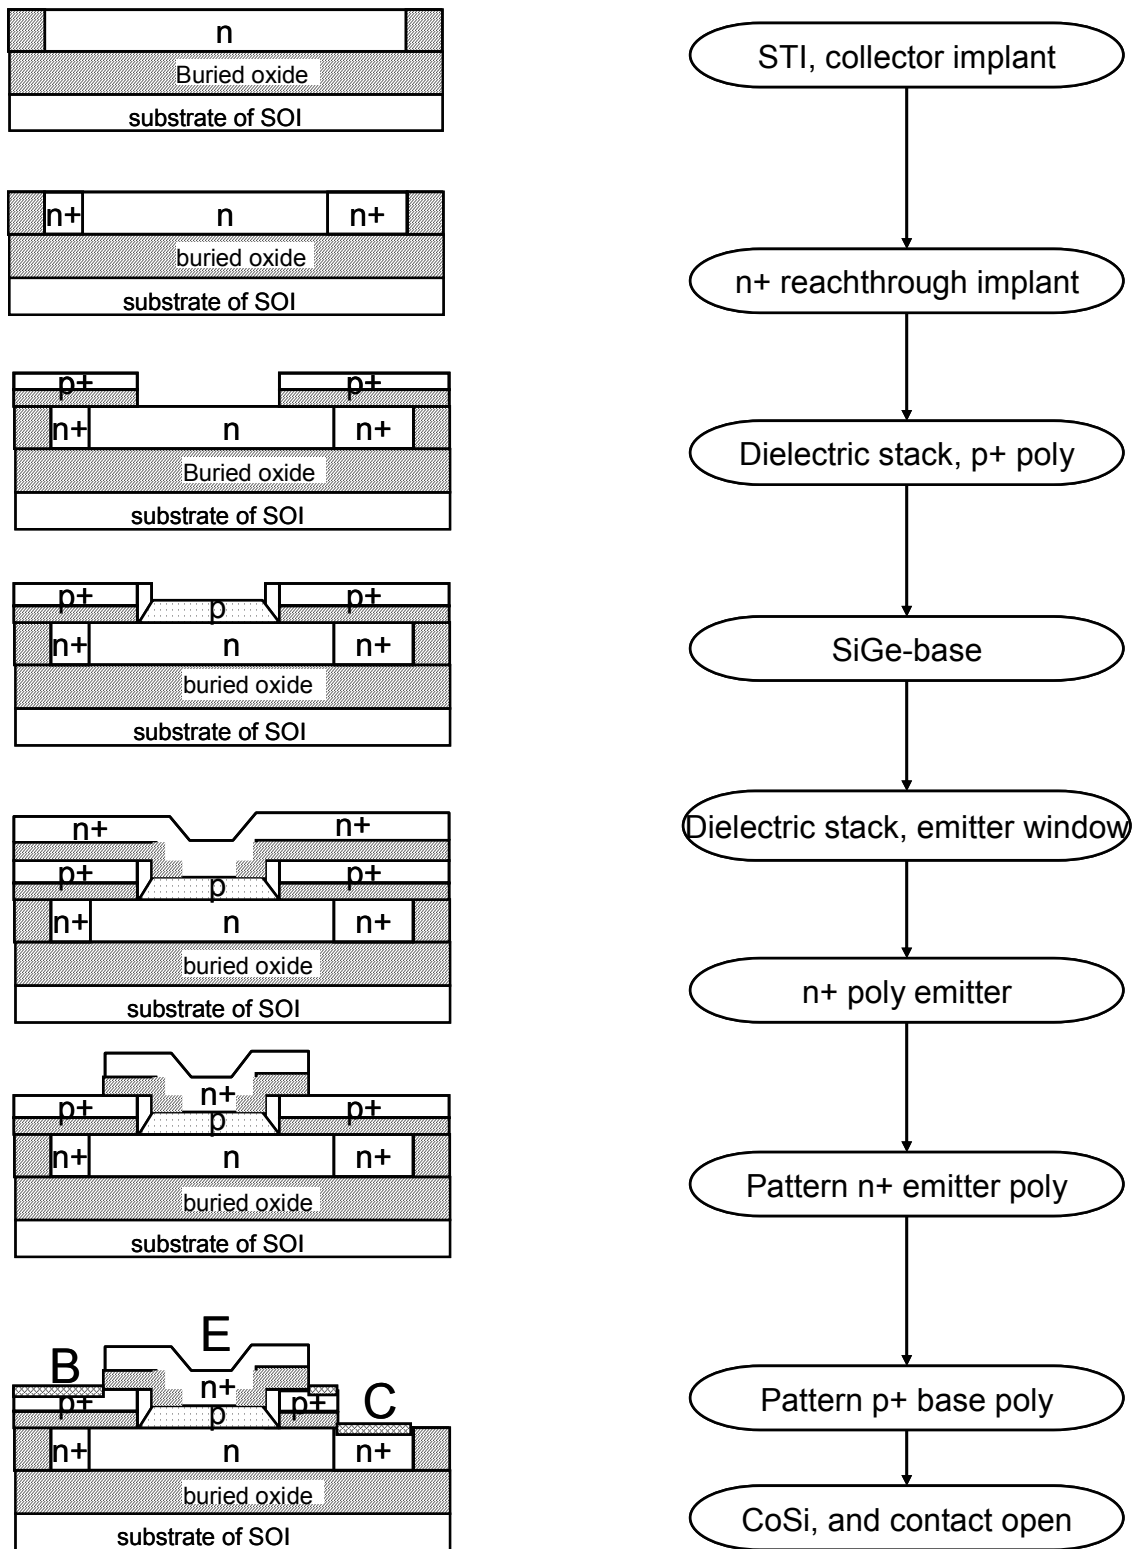 n
Buried oxide
substrate of SOI
STI, collector implant
n+ n n+
buried oxide
substrate of SOI
n+ reachthrough implant
p+ p+
n+ n n+
Buried oxide
substrate of SOI
Dielectric stack, p+ poly
p+ p p+
n+ n n+
buried oxide
substrate of SOI
SiGe-base
n+ n+
p+ p p+
n+ n n+
buried oxide
substrate of SOI
Dielectric stack, emitter window
n+ poly emitter
n+
p+ p p+
n+ n n+
buried oxide
substrate of SOI
Pattern n+ emitter poly
E
B
n+
C
p+ p p+
n+ n n+
buried oxide
substrate of SOI
Pattern p+ base poly
CoSi, and contact open